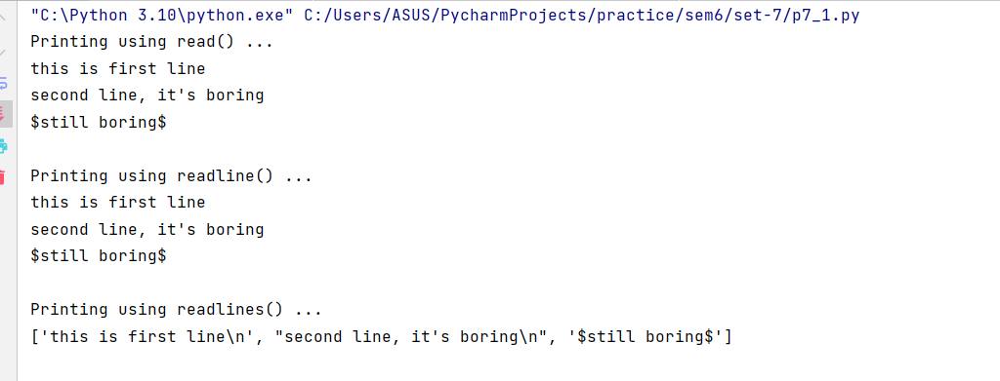 "C:\Python 3.10\python.exe" C:/Users/ASUS/PycharmProjects/practice/sem6/set-7/p7_1.py
Printing using read() ...
this is first line
second line, it's boring
$still boring$
Printing using readline() ...
this is first line
second line, it's boring
$still boring$
Printing using readlines() ...
['this is first line\n', "second line, it's boring\n", '$still boring$']